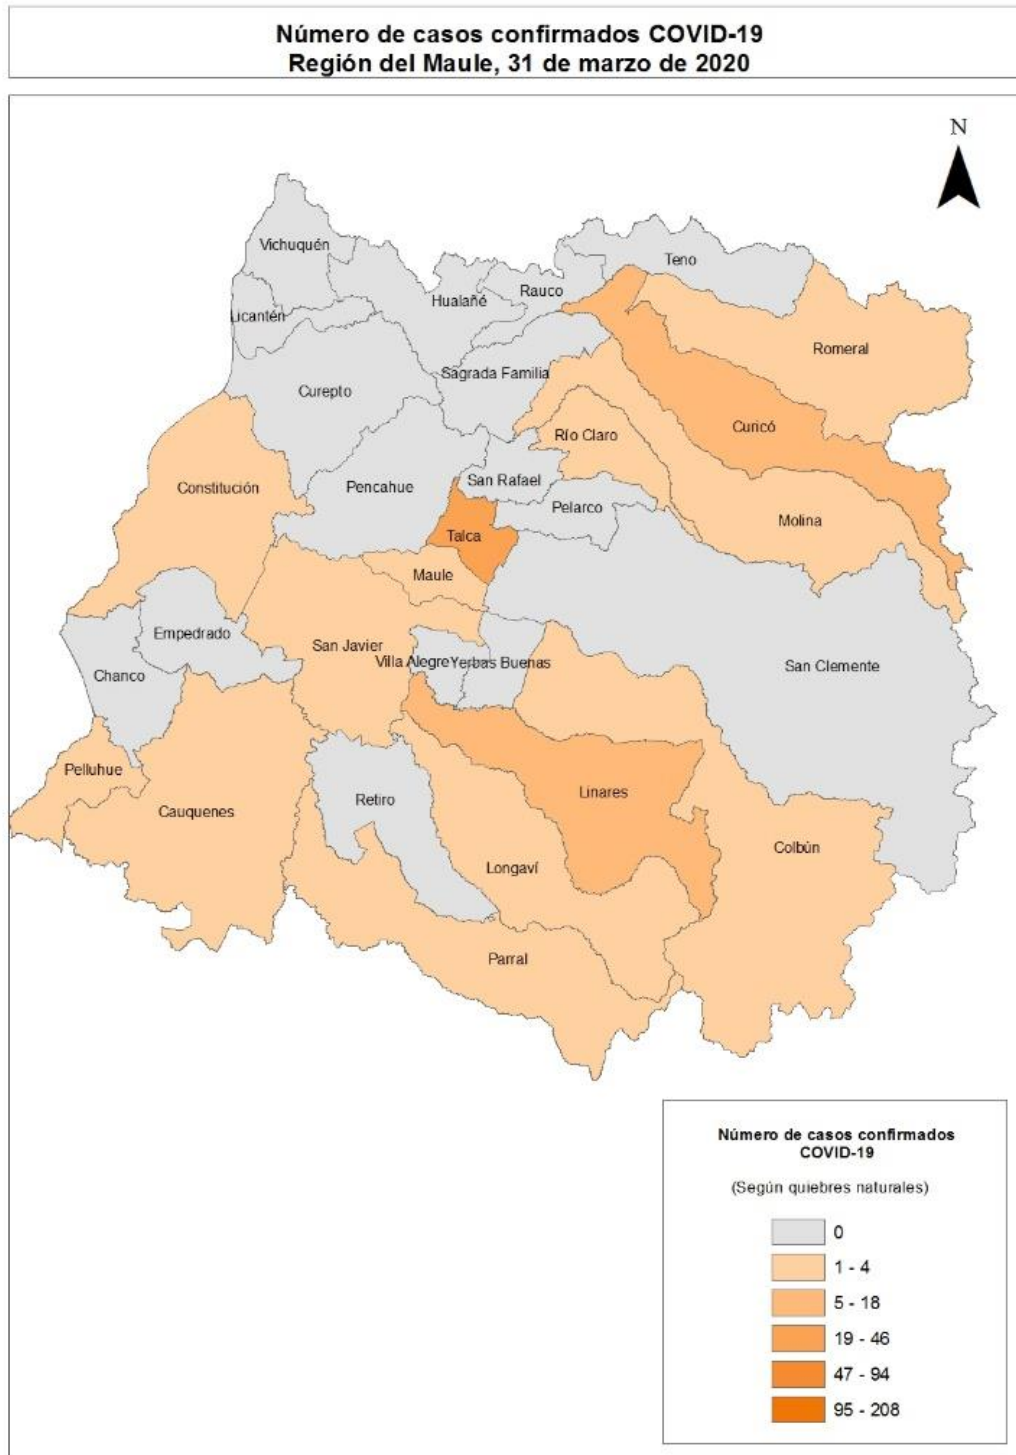 Número de casos confirmados COVID-19
Región del Maule, 31 de marzo de 2020
N
Vichuquén
Teno
Rauco
Hualañé
Licantén
Romeral
Sagrada Familia
Curepto
Curicó
Río Claro
San Rafael
Constitución
Pencahue
Pelarco
Molina
Talca
Maule
Empedrado
San Javier
Villa Alegre
Yerbas Buenas
San Clemente
Chanco
Pelluhue
Linares
Retiro
Cauquenes
Colbún
Longaví
Parral
Número de casos confirmados
COVID-19
(Según quiebres naturales)
0
1 - 4
5 - 18
19 - 46
47 - 94
95 - 208